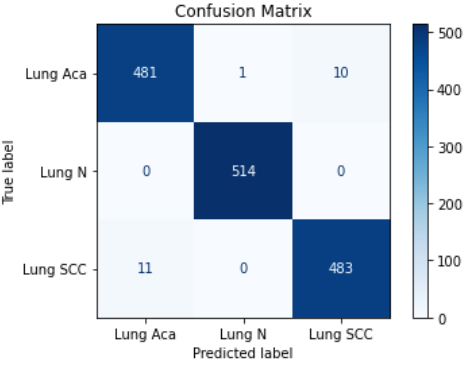 Confusion Matrix
True label
Lung Aca 481 1 10
Lung N 0 514 0
Lung SCC 11 0 483
Lung Aca Lung N Lung SCC
Predicted label
500
400
300
200
100
0